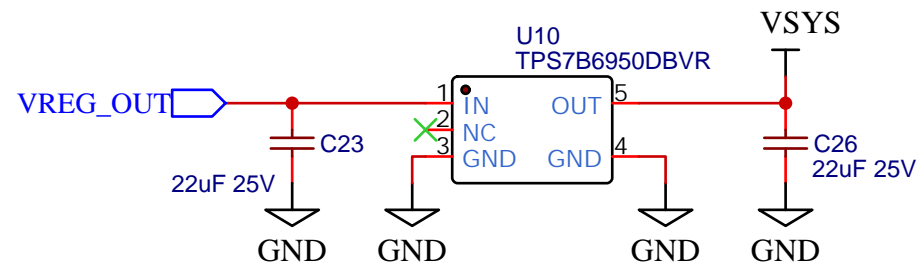 VSYS
U10
TPS7B6950DBVR
VREG_OUT
1
IN
OUT
5
2
NC
3
GND
GND
4
C23
22uF 25V
C26
22uF 25V
GND
GND
GND
GND